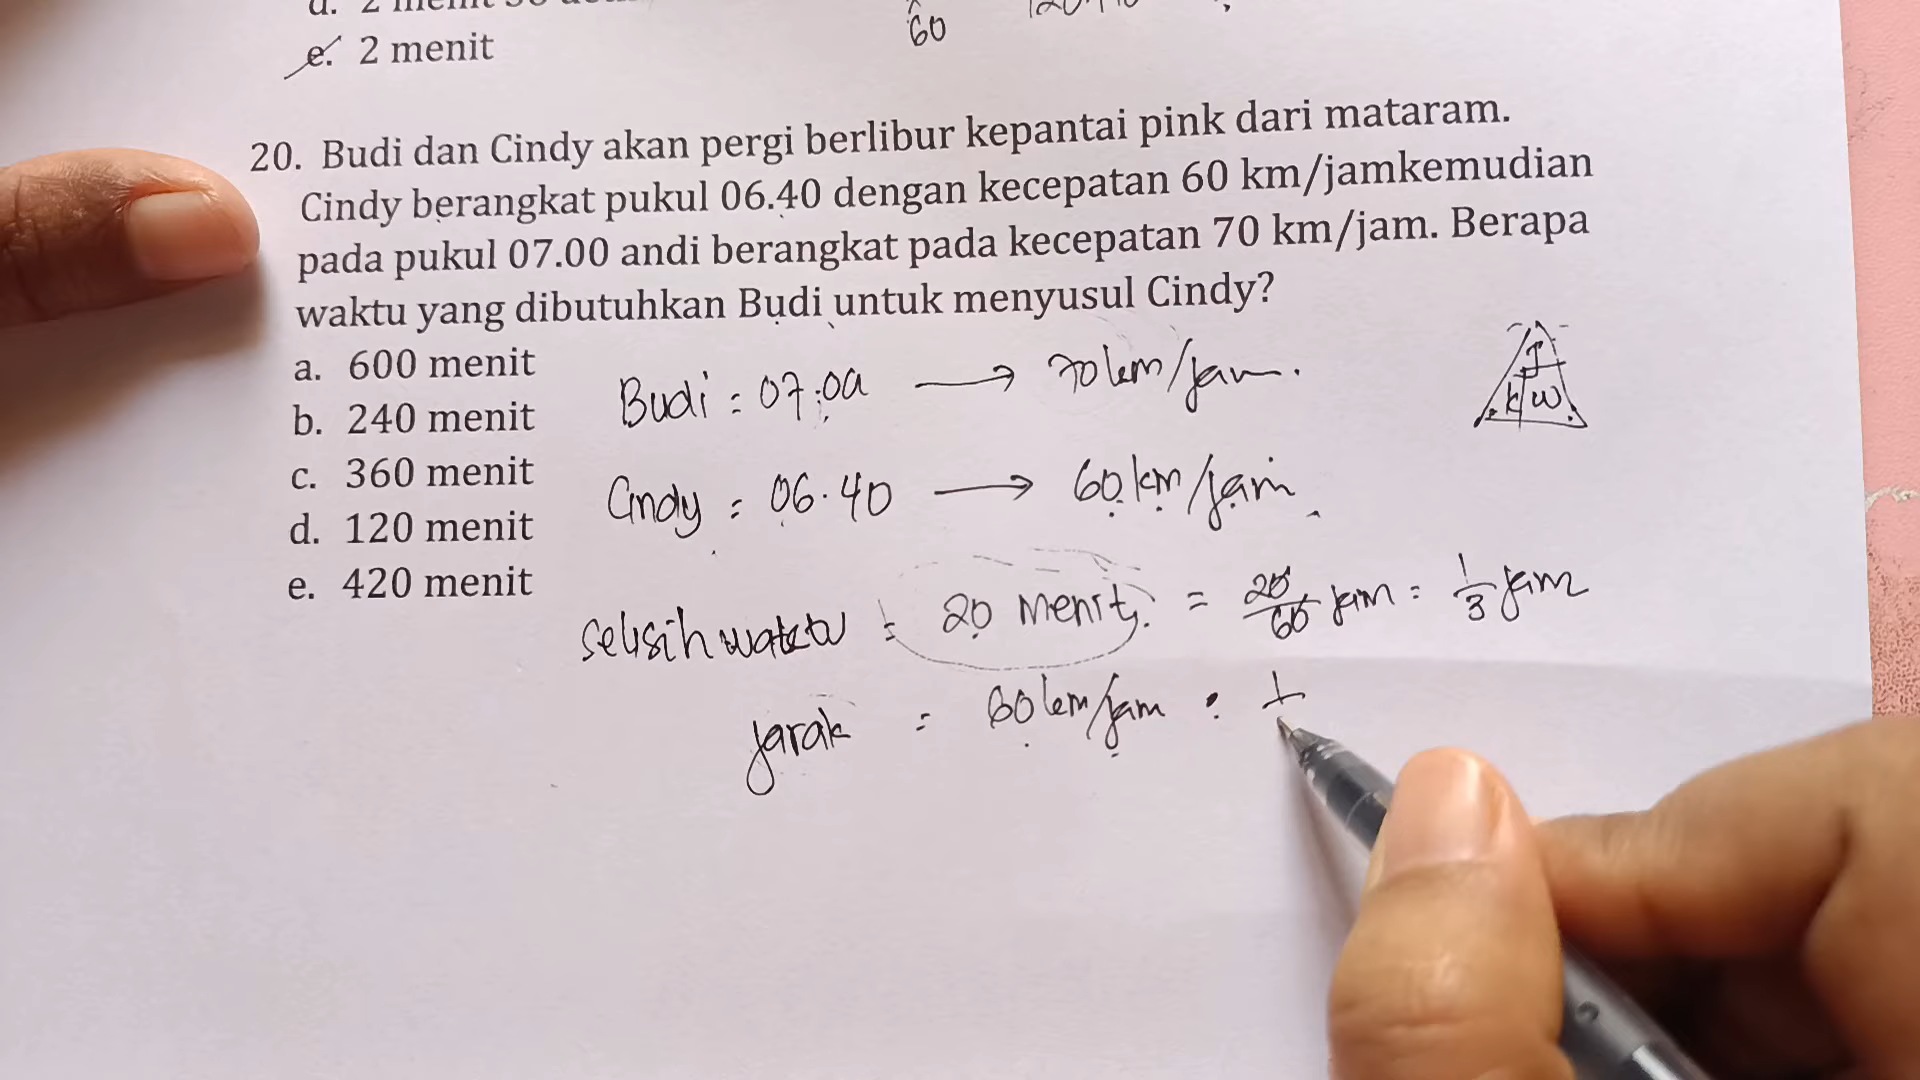 e. 2 menit
60
20. Budi dan Cindy akan pergi berlibur kepantai pink dari mataram.
Cindy berangkat pukul 06.40 dengan kecepatan 60 km/jamkemudian
pada pukul 07.00 andi berangkat pada kecepatan 70 km/jam. Berapa
waktu yang dibutuhkan Budi untuk menyusul Cindy?
a. 600 menit
b. 240 menit
c. 360 menit
d. 120 menit
e. 420 menit
Budi : 07.00 → 70 km/jam.
J
k w
Cindy : 06.40 → 60 km/jam
selisih waktu : 20 menit = 20/60 jam = 1/3 jam
jarak = 60 km/jam . 1